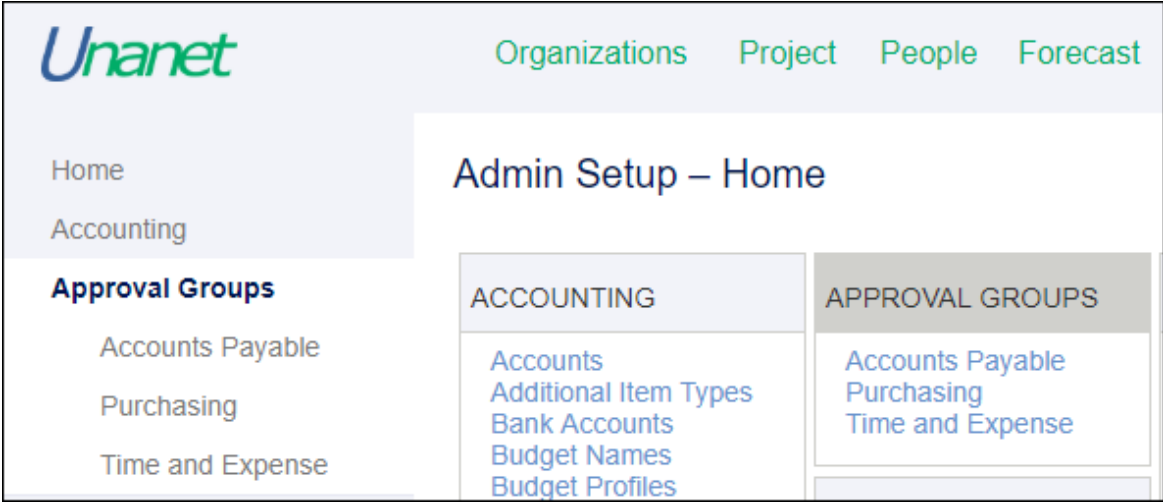 Unanet
Organizations Project People Forecast
Home
Accounting
Approval Groups
Accounts Payable
Purchasing
Time and Expense
Admin Setup – Home
ACCOUNTING
Accounts
Additional Item Types
Bank Accounts
Budget Names
Budget Profiles
APPROVAL GROUPS
Accounts Payable
Purchasing
Time and Expense